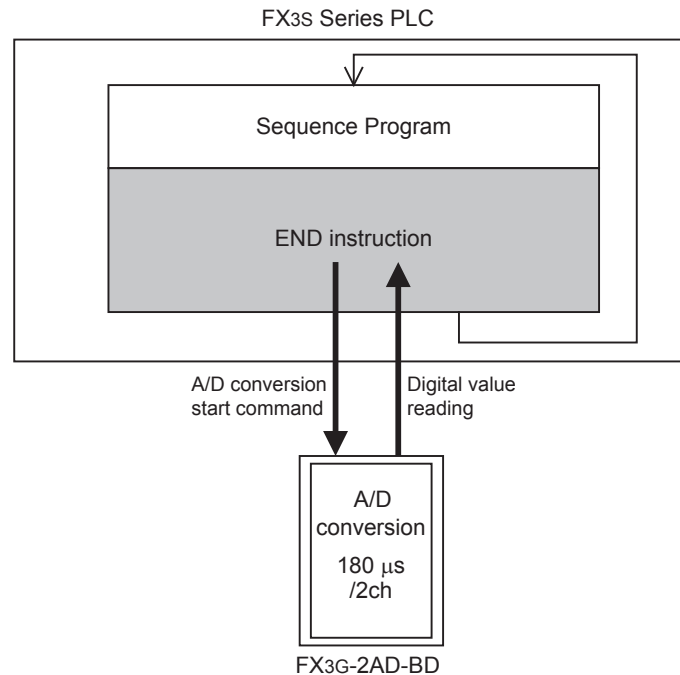 FX3S Series PLC
Sequence Program
END instruction
A/D conversion
start command
Digital value
reading
A/D
conversion
180 μs
/2ch
FX3G-2AD-BD